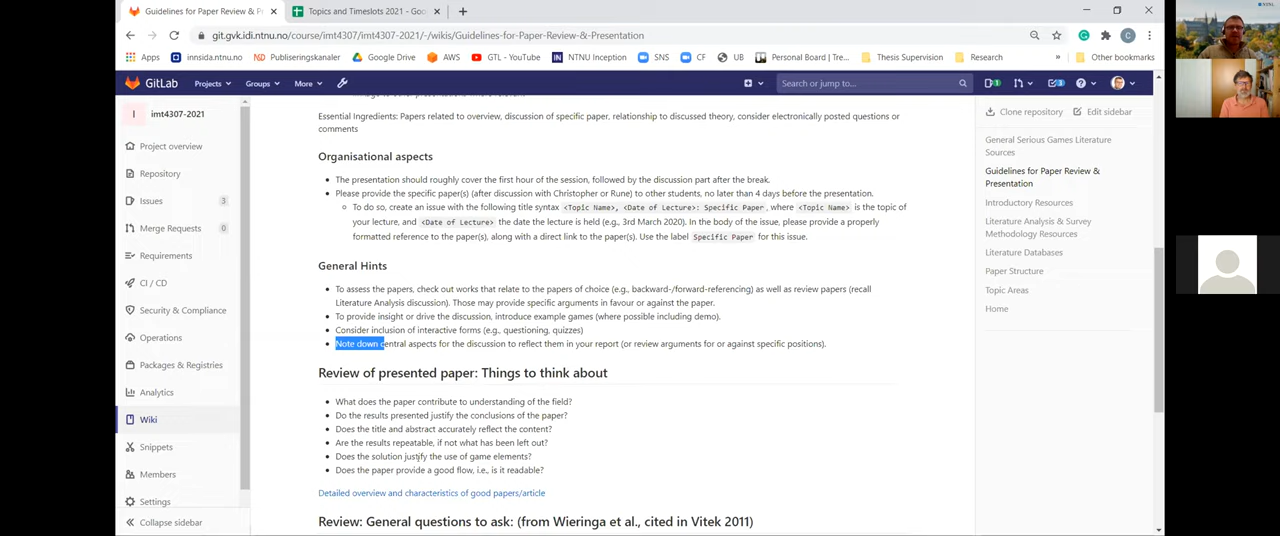 Guidelines for Paper Review & Pr
Topics and Timeslots 2021 - Goo
git.gvk.idi.ntnu.no/course/imt4307-2021/-/wikis/Guidelines-for-Paper-Review-&-Presentation
Apps innsida.ntnu.no Publiseringskanaler Google Drive AWS GTL - YouTube NTNU Inception SNS CF UB Personal Board | Tre... Research Thesis Supervision » Other bookmarks
GitLab Projects Groups More Search or jump to...
I imt4307-2021
Project overview
Repository
Issues 3
Merge Requests 0
Requirements
CI / CD
Security & Compliance
Operations
Packages & Registries
Analytics
Wiki
Snippets
Members
Settings
« Collapse sidebar
Essential Ingredients: Papers related to overview, discussion of specific paper, relationship to discussed theory, consider electronically posted questions or
comments
Organisational aspects
• The presentation should roughly cover the first hour of the session, followed by the discussion part after the break.
• Please provide the specific paper(s) (after discussion with Christopher or Rune) to other students, no later than 4 days before the presentation.
To do so, create an issue with the following title syntax <Topic Name>, <Date of Lecture>: Specific Paper, where <Topic Name> is the topic of
your lecture, and <Date of Lecture> the date the lecture is held (e.g., 3rd March 2020). In the body of the issue, please provide a properly
formatted reference to the paper(s), along with a direct link to the paper(s). Use the label Specific Paper for this issue.
General Hints
• To assess the papers, check out works that relate to the papers of choice (e.g., backward-/forward-referencing) as well as review papers (recall
Literature Analysis discussion). Those may provide specific arguments in favour or against the paper.
• To provide insight or drive the discussion, introduce example games (where possible including demo).
• Consider inclusion of interactive forms (e.g., questioning, quizzes)
• Note down central aspects for the discussion to reflect them in your report (or review arguments for or against specific positions).
Review of presented paper: Things to think about
• What does the paper contribute to understanding of the field?
• Do the results presented justify the conclusions of the paper?
• Does the title and abstract accurately reflect the content?
• Are the results repeatable, if not what has been left out?
• Does the solution justify the use of game elements?
• Does the paper provide a good flow, i.e., is it readable?
Detailed overview and characteristics of good papers/article
Review: General questions to ask: (from Wieringa et al., cited in Vitek 2011)
Clone repository Edit sidebar
General Serious Games Literature
Sources
Guidelines for Paper Review &
Presentation
Introductory Resources
Literature Analysis & Survey
Methodology Resources
Literature Databases
Paper Structure
Topic Areas
Home